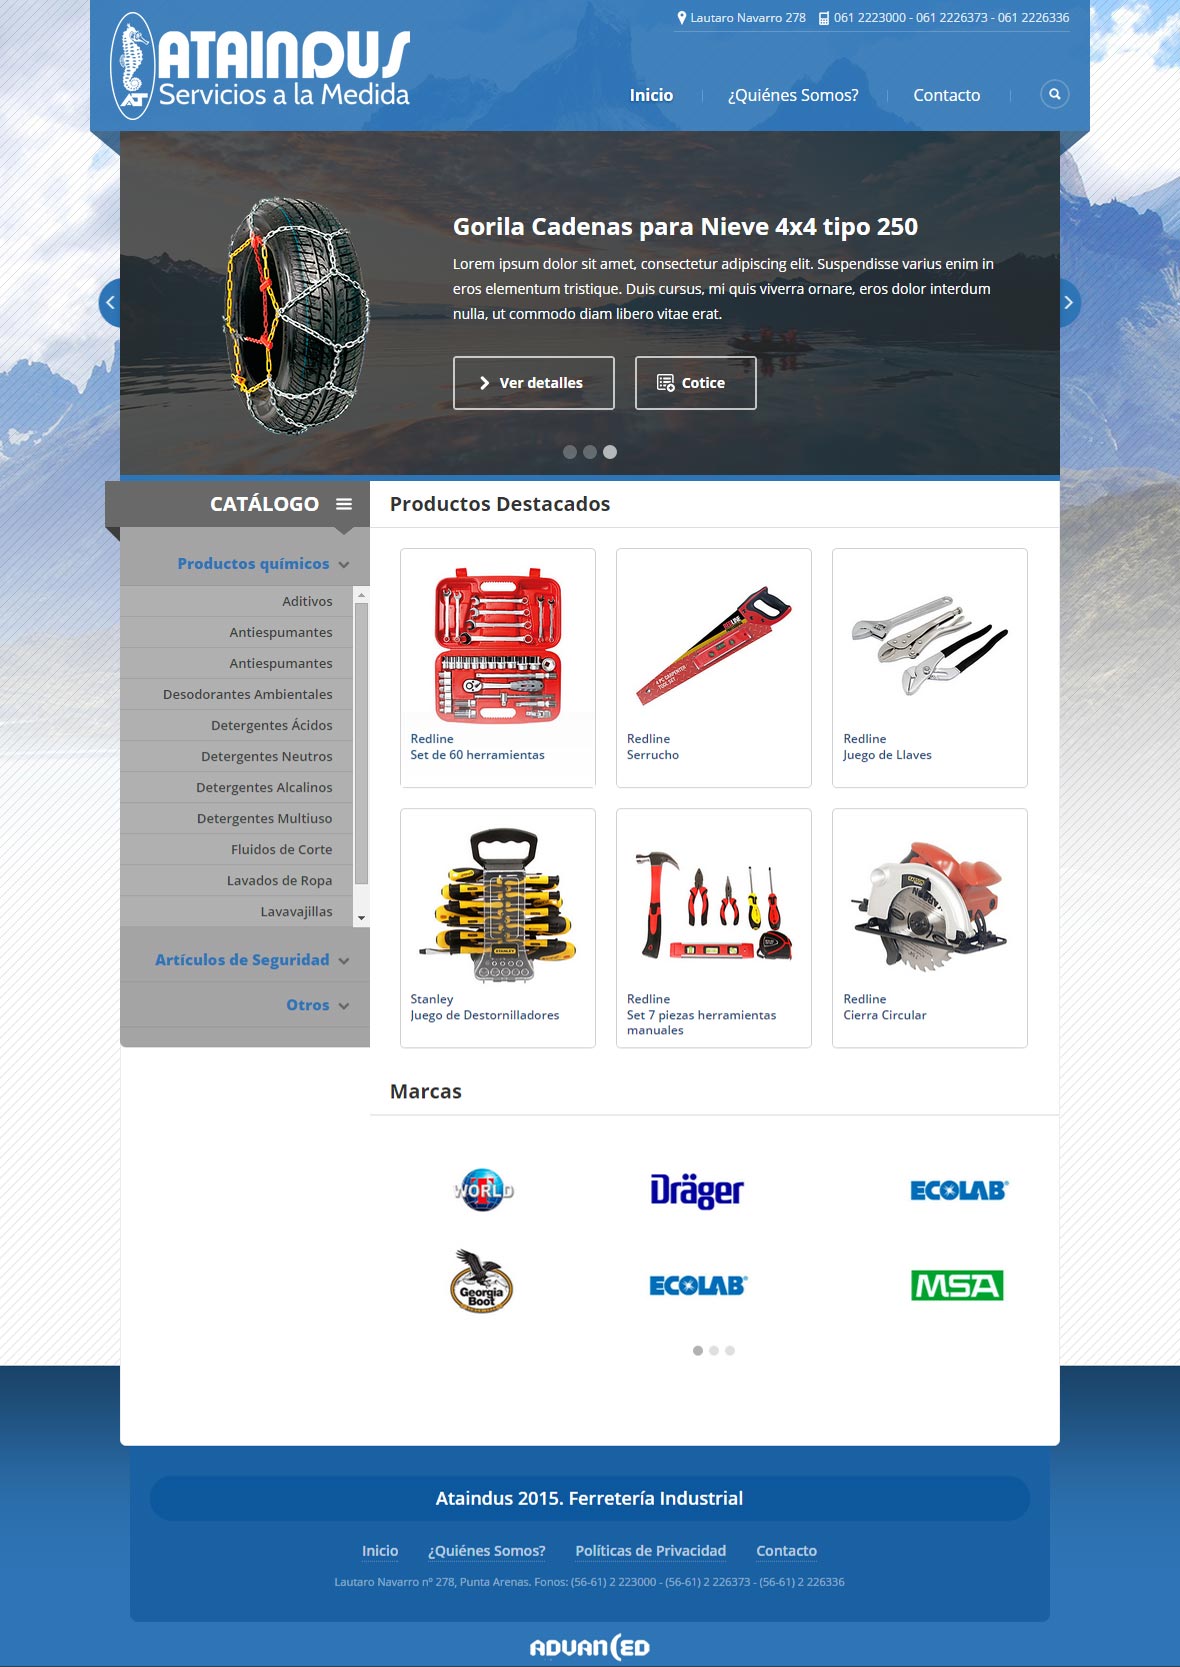 Lautaro Navarro 278 061 2223000 - 061 2226373 - 061 2226336
AT
ATAINDUS
Servicios a la Medida
Inicio ¿Quiénes Somos? Contacto
Gorila Cadenas para Nieve 4x4 tipo 250
Lorem ipsum dolor sit amet, consectetur adipiscing elit. Suspendisse varius enim in
eros elementum tristique. Duis cursus, mi quis viverra ornare, eros dolor interdum
nulla, ut commodo diam libero vitae erat.
Ver detalles Cotice
CATÁLOGO
Productos químicos
Aditivos
Antiespumantes
Antiespumantes
Desodorantes Ambientales
Detergentes Ácidos
Detergentes Neutros
Detergentes Alcalinos
Detergentes Multiuso
Fluidos de Corte
Lavados de Ropa
Lavavajillas
Artículos de Seguridad
Otros
Productos Destacados
Redline
Set de 60 herramientas
4 PC CARPENTER
TOOL SET
Redline
Serrucho
Redline
Juego de Llaves
STANLEY
Stanley
Juego de Destornilladores
Redline
Set 7 piezas herramientas
manuales
Redline
Cierra Circular
Marcas
T WORLD
Dräger
ECOLAB®
Georgia
Boot
ECOLAB®
MSA
Ataindus 2015. Ferretería Industrial
Inicio ¿Quiénes Somos? Políticas de Privacidad Contacto
Lautaro Navarro nº 278, Punta Arenas. Fonos: (56-61) 2 223000 - (56-61) 2 226373 - (56-61) 2 226336
ADVANCED